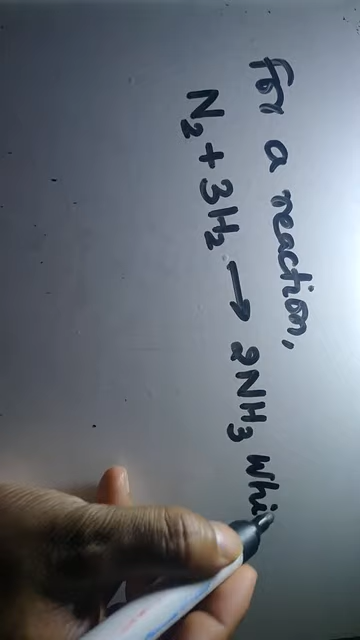 For a reaction,
N₂ + 3H₂ → 2NH₃ Whi